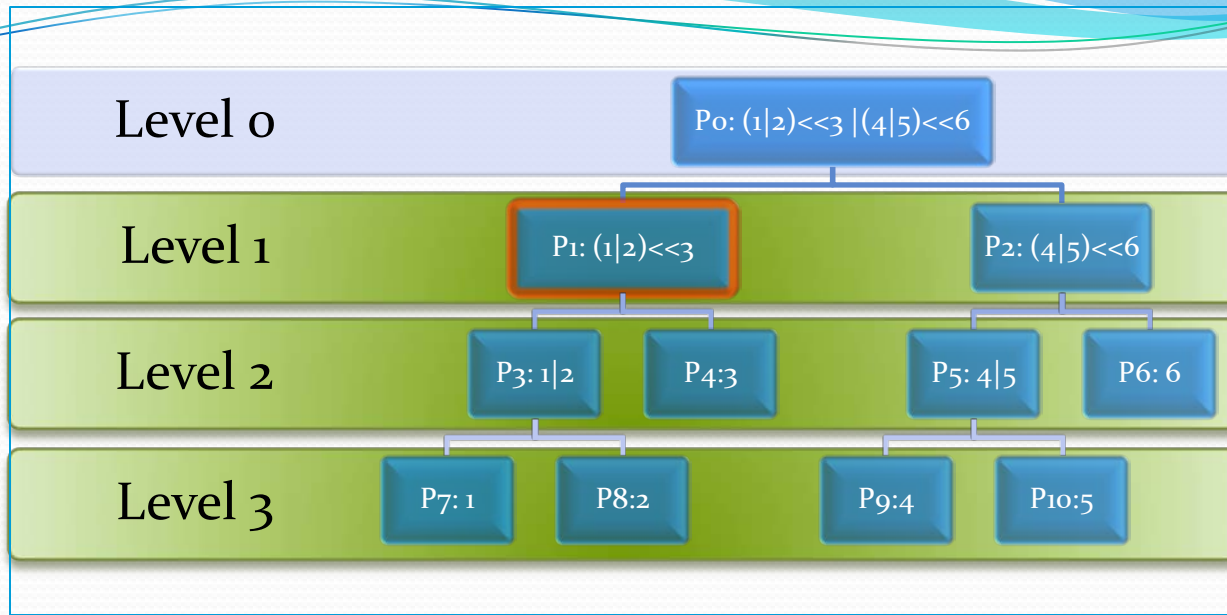 Level 0
P0: (1|2)<<3 |(4|5)<<6
Level 1
P1: (1|2)<<3
P2: (4|5)<<6
Level 2
P3: 1|2
P4:3
P5: 4|5
P6: 6
Level 3
P7: 1
P8:2
P9:4
P10:5